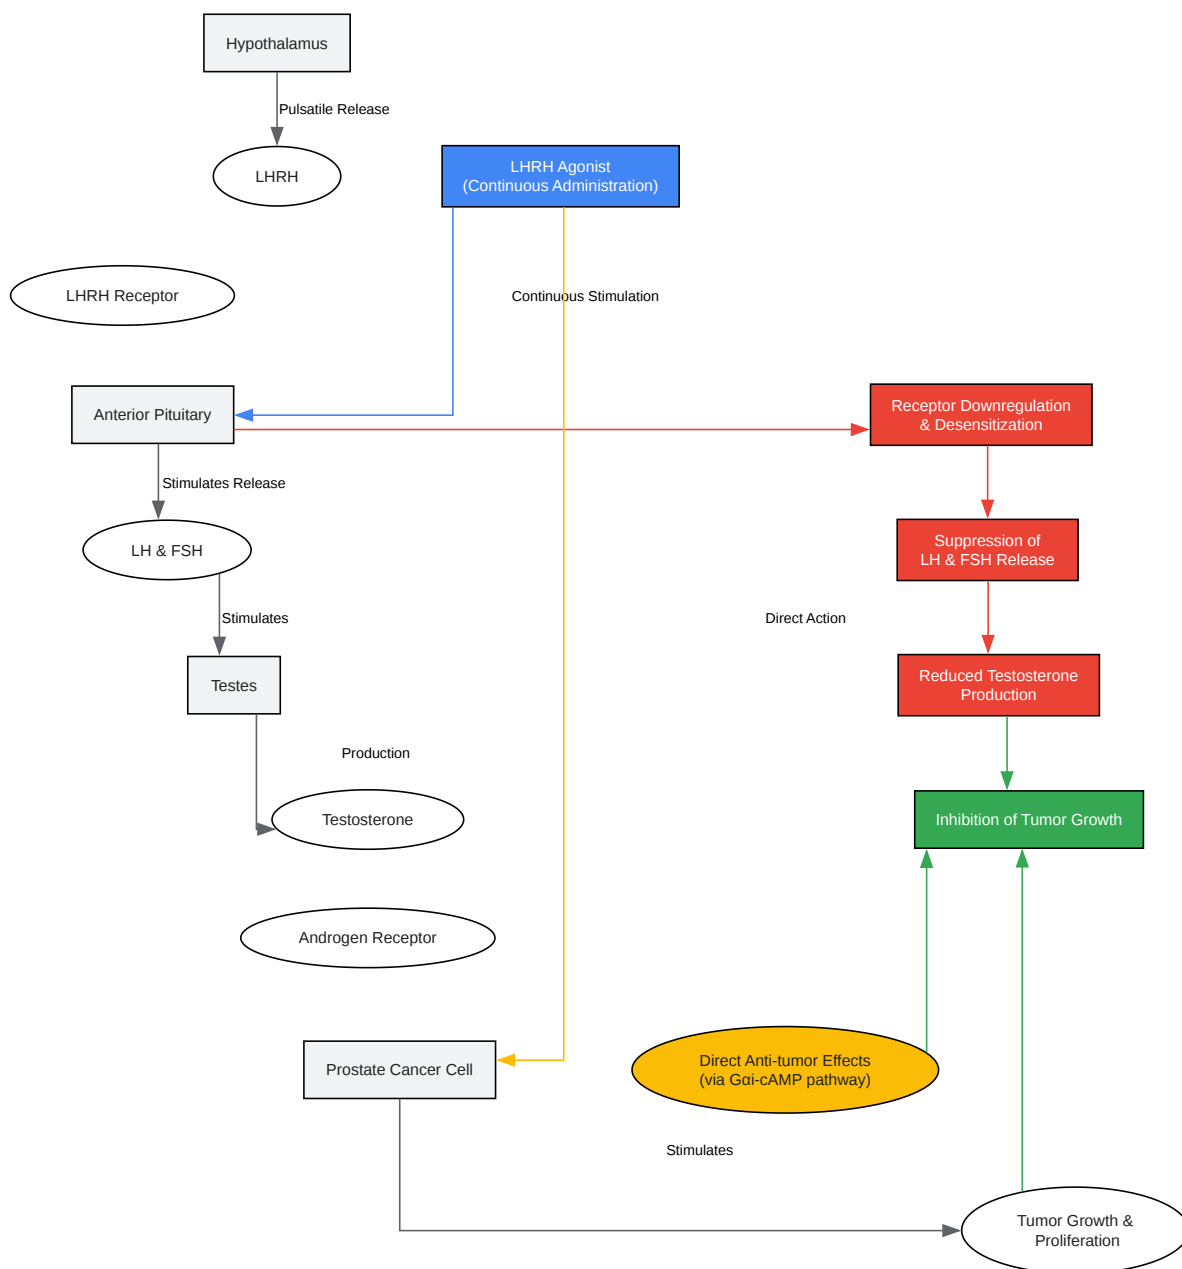 Hypothalamus
Pulsatile Release
LHRH
LHRH Agonist
(Continuous Administration)
LHRH Receptor
Continuous Stimulation
Anterior Pituitary
Receptor Downregulation
& Desensitization
Stimulates Release
LH & FSH
Suppression of
LH & FSH Release
Stimulates
Direct Action
Testes
Reduced Testosterone
Production
Production
Testosterone
Inhibition of Tumor Growth
Androgen Receptor
Prostate Cancer Cell
Direct Anti-tumor Effects
(via Gαi-cAMP pathway)
Stimulates
Tumor Growth &
Proliferation